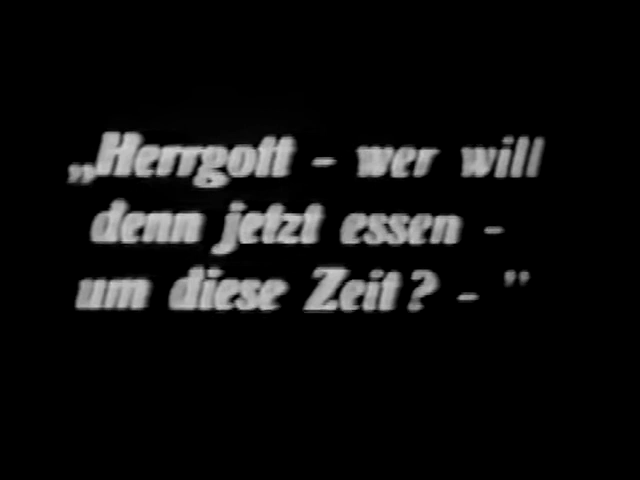 „Herrgott - wer will
denn jetzt essen -
um diese Zeit? - "